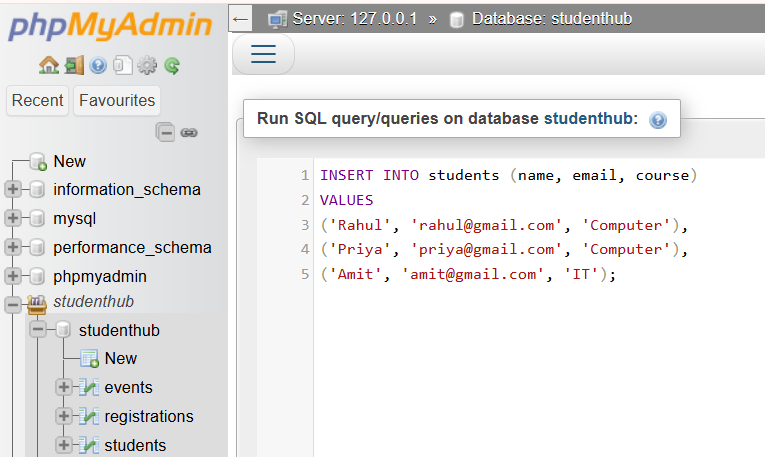 phpMyAdmin
Recent Favourites
New
information_schema
mysql
performance_schema
phpmyadmin
studenthub
studenthub
New
events
registrations
students
← Server: 127.0.0.1 » Database: studenthub
Run SQL query/queries on database studenthub:
1 INSERT INTO students (name, email, course)
2 VALUES
3 ('Rahul', 'rahul@gmail.com', 'Computer'),
4 ('Priya', 'priya@gmail.com', 'Computer'),
5 ('Amit', 'amit@gmail.com', 'IT');